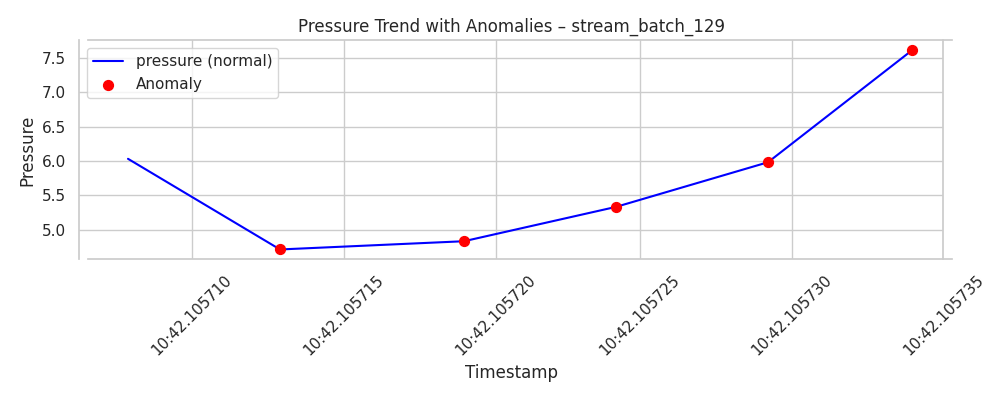 Pressure Trend with Anomalies – stream_batch_129
pressure (normal)
Anomaly
Pressure
7.5
7.0
6.5
6.0
5.5
5.0
10:42.105710
10:42.105715
10:42.105720
10:42.105725
10:42.105730
10:42.105735
Timestamp